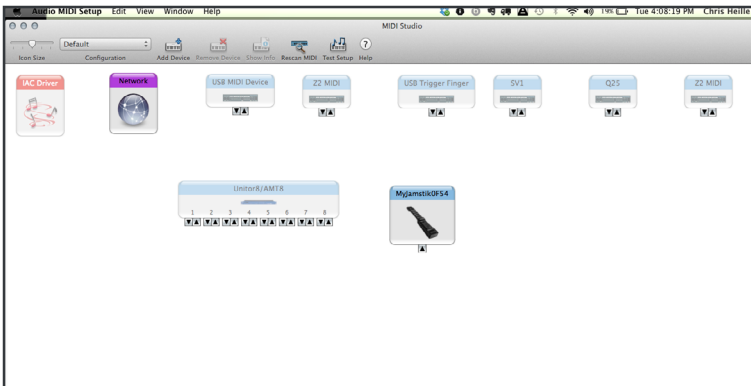 Audio MIDI Setup Edit View Window Help 19% Tue 4:08:19 PM Chris Heille
MIDI Studio
Default
Icon Size Configuration Add Device Remove Device Show Info Rescan MIDI Test Setup Help
IAC Driver Network USB MIDI Device Z2 MIDI USB Trigger Finger SV1 Q25 Z2 MIDI
Unitor8/AMT8 MyJamstik0F54
1 2 3 4 5 6 7 8